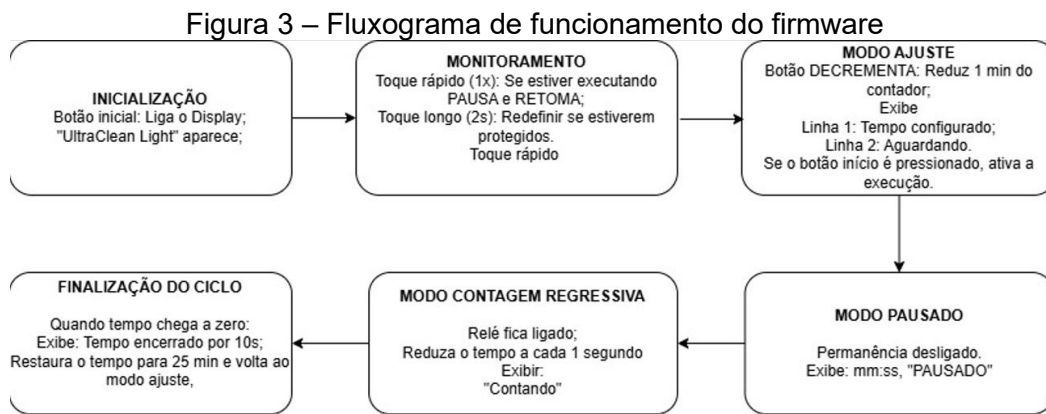 Figura 3 – Fluxograma de funcionamento do firmware
INICIALIZAÇÃO
Botão inicial: Liga o Display;
"UltraClean Light" aparece;
MONITORAMENTO
Toque rápido (1x): Se estiver executando
PAUSA e RETOMA;
Toque longo (2s): Redefinir se estiverem
protegidos.
Toque rápido
MODO AJUSTE
Botão DECREMENTA: Reduz 1 min do
contador;
Exibe
Linha 1: Tempo configurado;
Linha 2: Aguardando.
Se o botão início é pressionado, ativa a
execução.
MODO PAUSADO
Permanência desligado.
Exibe: mm:ss, "PAUSADO"
MODO CONTAGEM REGRESSIVA
Relé fica ligado;
Reduza o tempo a cada 1 segundo
Exibir:
"Contando"
FINALIZAÇÃO DO CICLO
Quando tempo chega a zero:
Exibe: Tempo encerrado por 10s;
Restaura o tempo para 25 min e volta ao
modo ajuste,